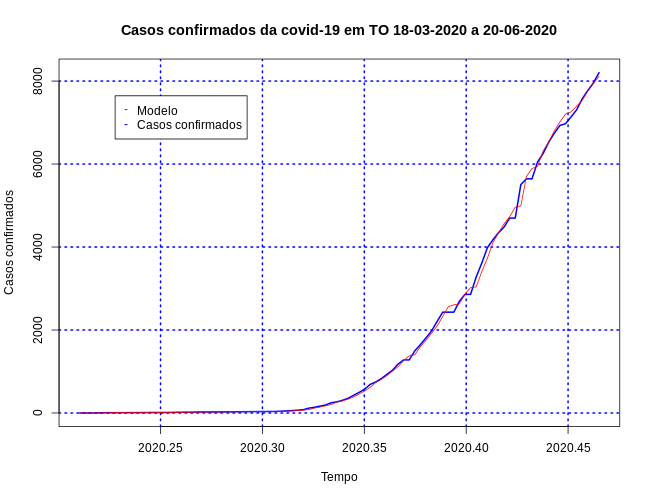 Casos confirmados da covid-19 em TO 18-03-2020 a 20-06-2020
Casos confirmados
8000
6000
4000
2000
0
- Modelo
- Casos confirmados
2020.25 2020.30 2020.35 2020.40 2020.45
Tempo